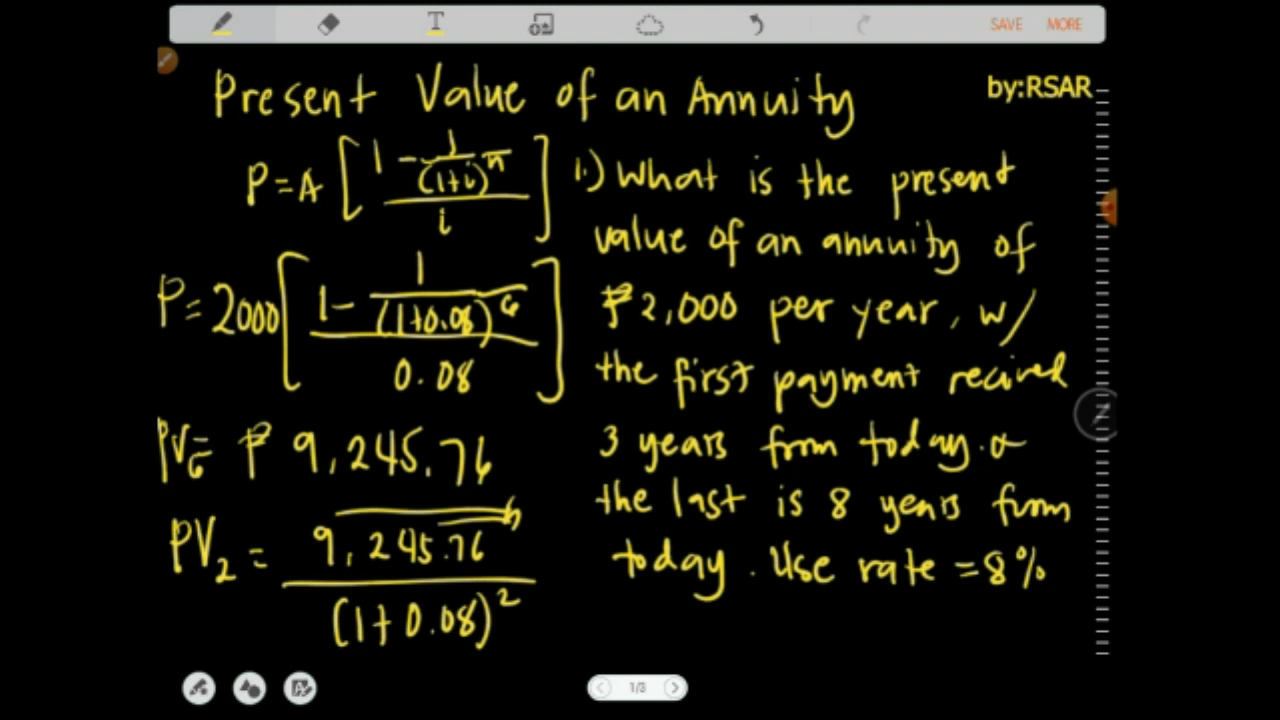 SAVE MORE
Present Value of an Annuity
by:RSAR
P = A [ 1 - 1 / (1+i)^n / i ]
P = 2000 [ 1 - 1 / (1+0.08)^6 / 0.08 ]
PV6 = ₱ 9,245.76
PV2 = 9,245.76 / (1+0.08)^2
1.) What is the present
value of an annuity of
₱2,000 per year, w/
the first payment recived
3 years from today. &
the last is 8 years from
today. Use rate = 8%
1/3